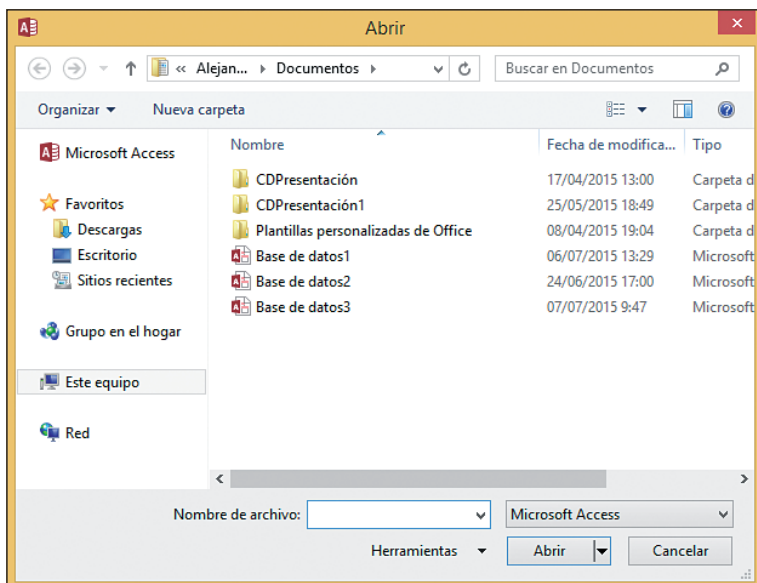 Abrir
« Alejan... Documentos
Buscar en Documentos
Organizar
Nueva carpeta
Microsoft Access
Favoritos
Descargas
Escritorio
Sitios recientes
Grupo en el hogar
Este equipo
Red
Nombre Fecha de modifica... Tipo
CDPresentación 17/04/2015 13:00 Carpeta d
CDPresentación1 25/05/2015 18:49 Carpeta d
Plantillas personalizadas de Office 08/04/2015 19:04 Carpeta d
Base de datos1 06/07/2015 13:29 Microsoft
Base de datos2 24/06/2015 17:00 Microsoft
Base de datos3 07/07/2015 9:47 Microsoft
Nombre de archivo:
Microsoft Access
Herramientas
Abrir
Cancelar